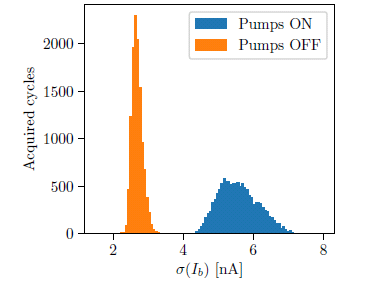 Pumps ON
Pumps OFF
2000
1500
1000
500
0
Acquired cycles
2 4 6 8
σ(I_b) [nA]